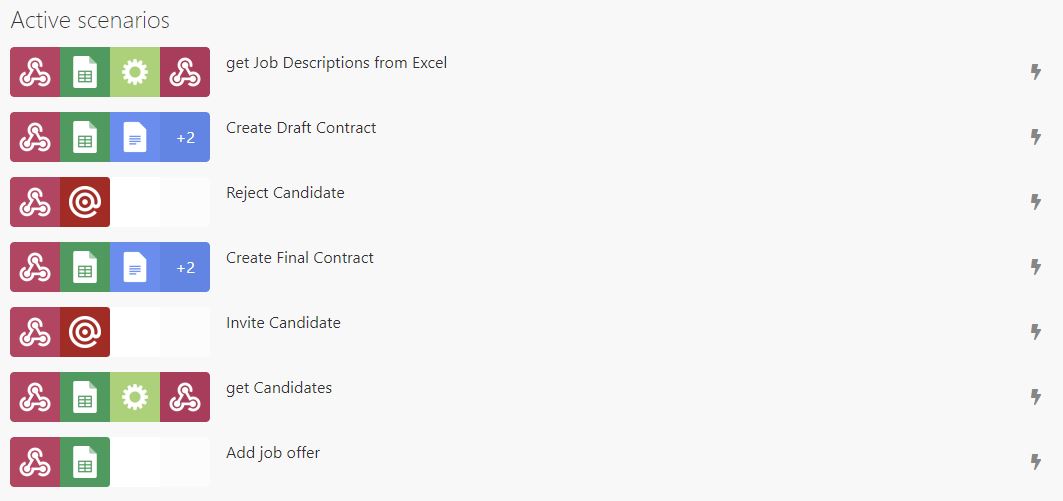 Active scenarios
get Job Descriptions from Excel
+2 Create Draft Contract
Reject Candidate
+2 Create Final Contract
Invite Candidate
get Candidates
Add job offer